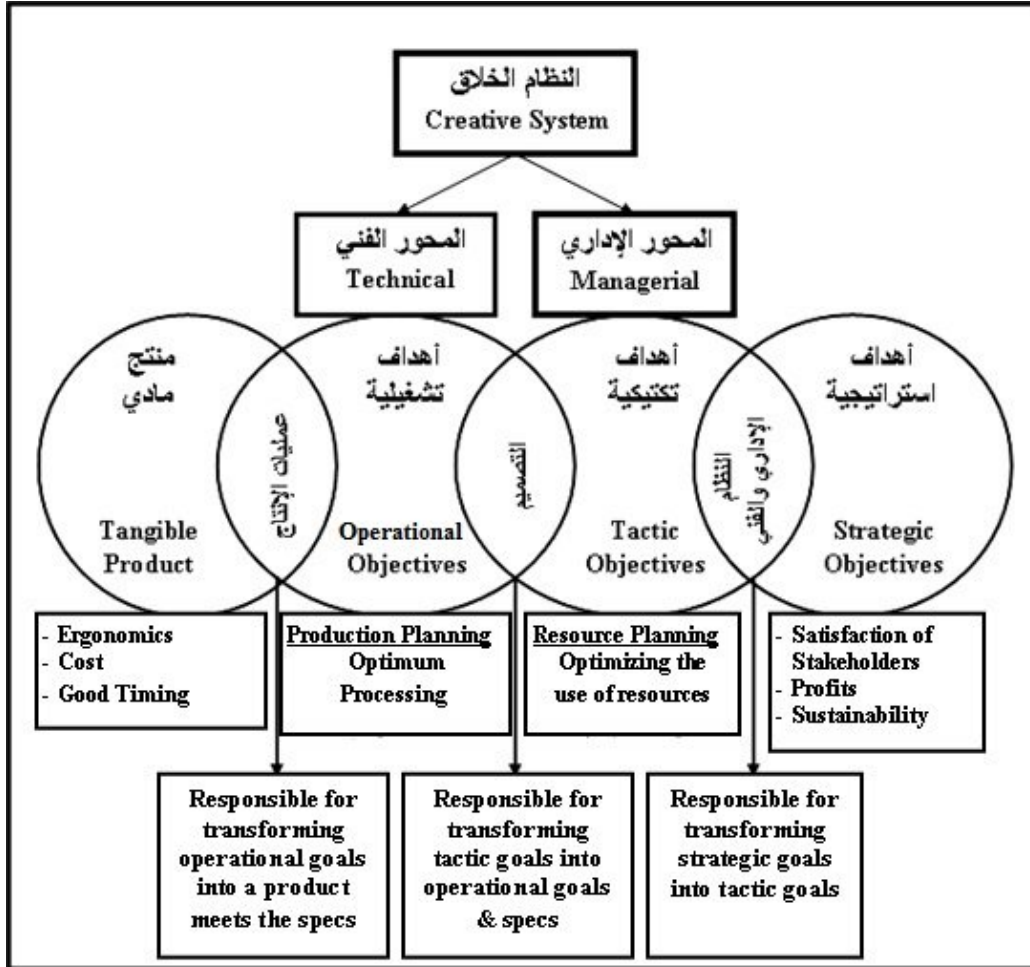 النظام الخلاق
Creative System
المحور الفني
Technical
المحور الإداري
Managerial
منتج
مادي
Tangible
Product
عمليات الإنتاج
أهداف
تشغيلية
Operational
Objectives
التصميم
أهداف
تكتيكية
Tactic
Objectives
النظام
الإداري والفني
أهداف
استراتيجية
Strategic
Objectives
- Ergonomics
- Cost
- Good Timing
Production Planning
Optimum
Processing
Resource Planning
Optimizing the
use of resources
- Satisfaction of
Stakeholders
- Profits
- Sustainability
Responsible for
transforming
operational goals
into a product
meets the specs
Responsible for
transforming
tactic goals into
operational goals
& specs
Responsible for
transforming
strategic goals
into tactic goals